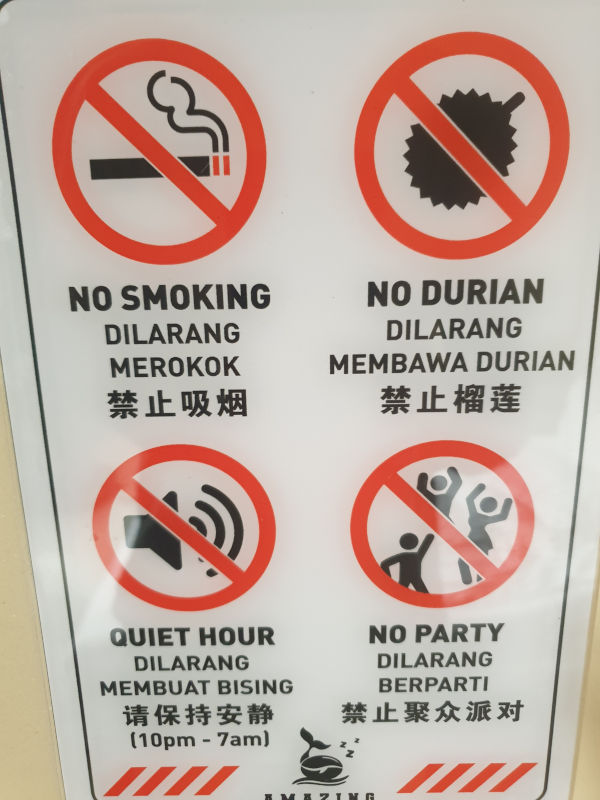 NO SMOKING
DILARANG
MEROKOK
禁止吸烟
NO DURIAN
DILARANG
MEMBAWA DURIAN
禁止榴莲
QUIET HOUR
DILARANG
MEMBUAT BISING
请保持安静
(10pm - 7am)
NO PARTY
DILARANG
BERPARTI
禁止聚众派对
z z z
AMAZING